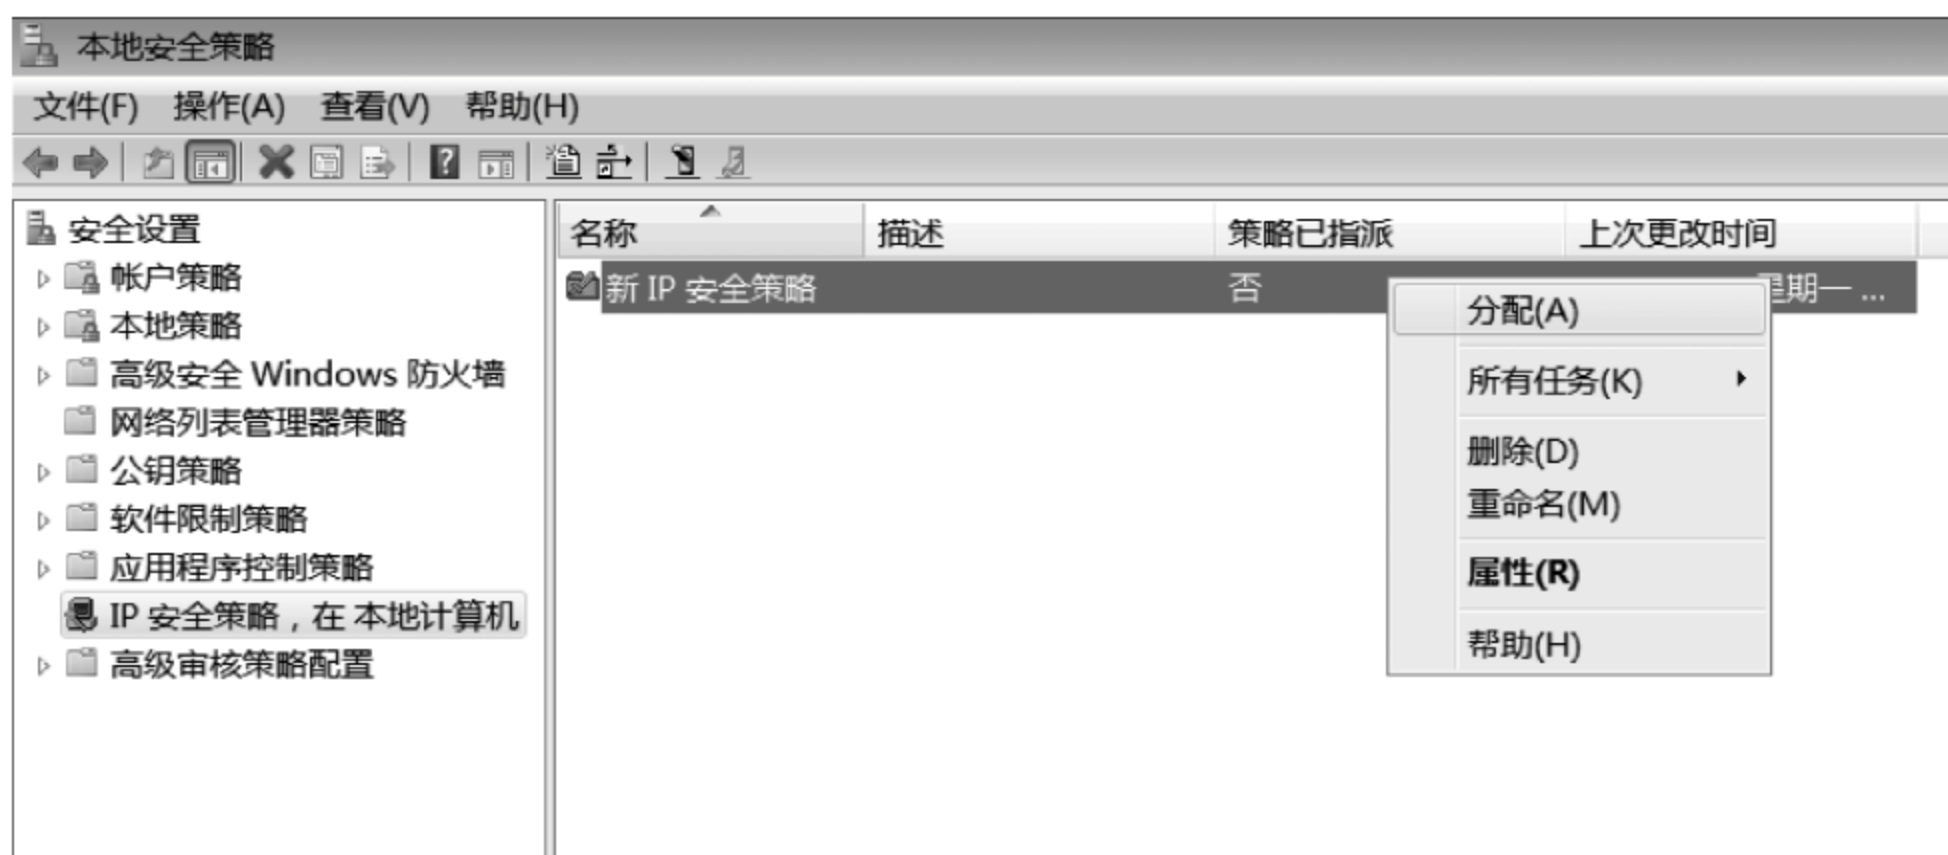 本地安全策略
文件(F) 操作(A) 查看(V) 帮助(H)
安全设置
帐户策略
本地策略
高级安全 Windows 防火墙
网络列表管理器策略
公钥策略
软件限制策略
应用程序控制策略
IP 安全策略，在 本地计算机
高级审核策略配置
名称 描述 策略已指派 上次更改时间
新 IP 安全策略 否 星期一 ...
分配(A)
所有任务(K)
删除(D)
重命名(M)
属性(R)
帮助(H)